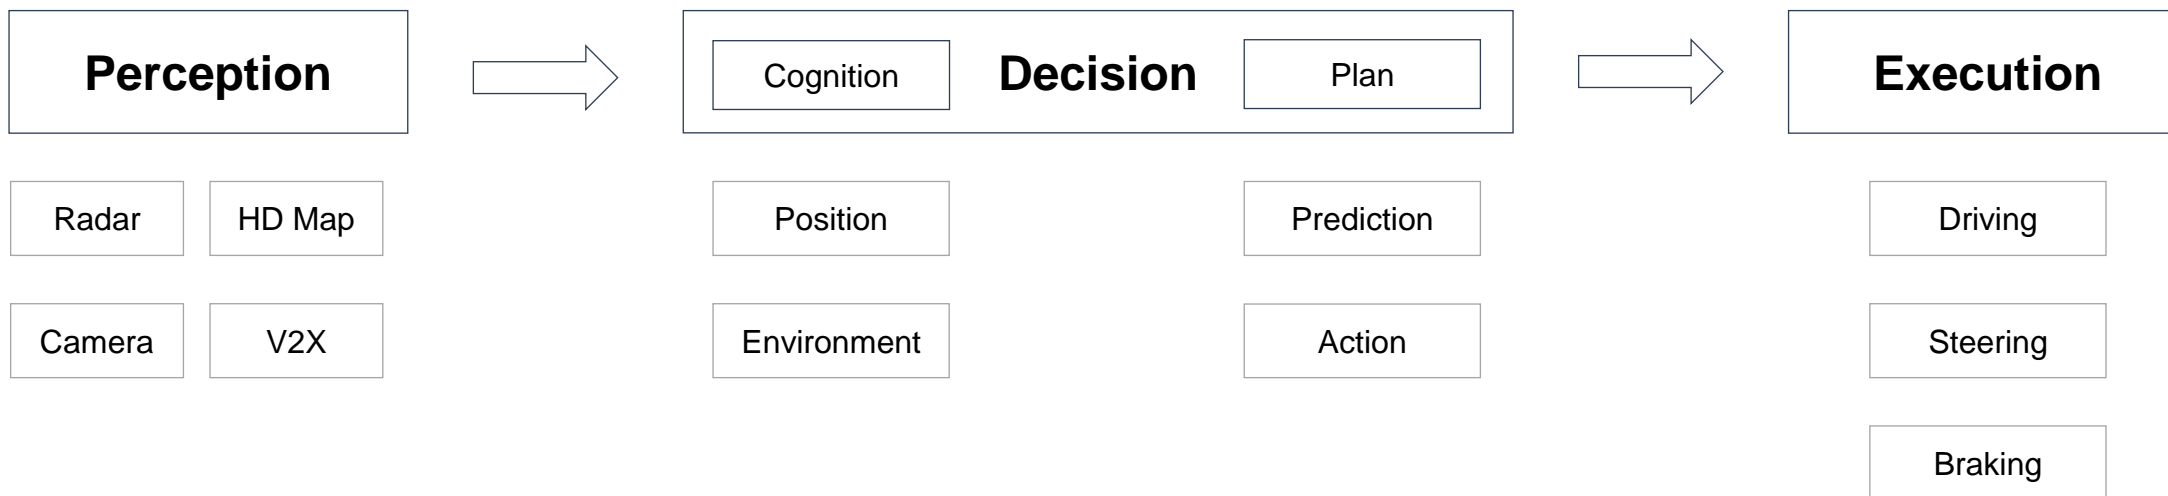 Perception
Cognition
Decision
Plan
Execution
Radar
HD Map
Position
Prediction
Driving
Camera
V2X
Environment
Action
Steering
Braking